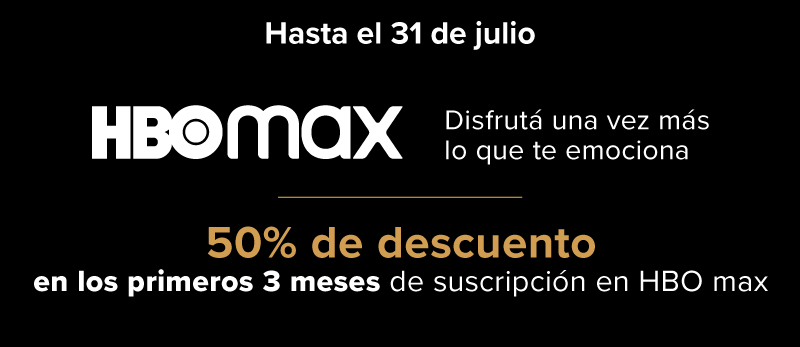 Hasta el 31 de julio
HBO max
Disfrutá una vez más
lo que te emociona
50% de descuento
en los primeros 3 meses de suscripción en HBO max